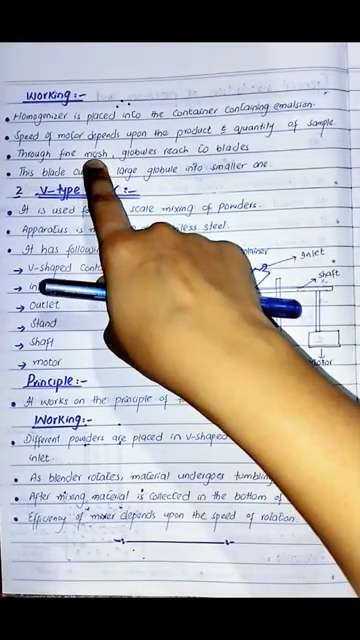 Working :-
• Homogenizer is placed into the container containing emulsion.
• Speed of motor depends upon the product & quantity of sample.
• Through fine mesh, globules reach to blades
• This blade large globule into smaller one.
2 V-type :-
• It is used scale mixing of powders.
• Apparatus is stainless steel.
• It has
→ V-shaped
Inlet
shaft
→ Outlet
→ Stand
→ Shaft
→ motor
motor
Principle :-
• It works on the principle of
Working :-
• Different powders are placed in V-shaped
inlet.
• As blender rotates, material undergoes tumbling
• After mixing material is collected in the bottom of
• Efficiency of mixer depends upon the speed of rotation.